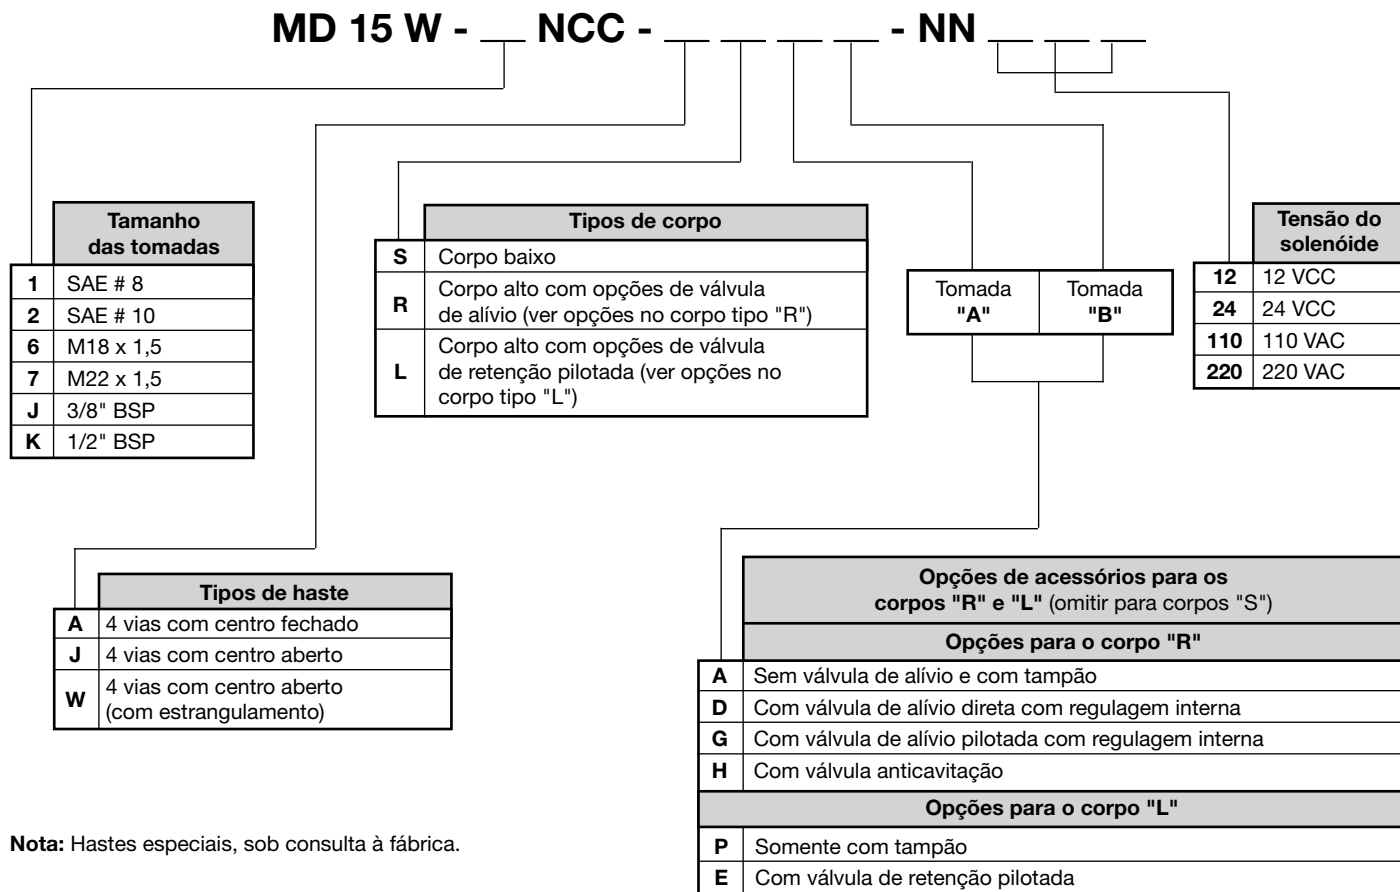 MD 15 W - __ NCC - __ __ __ __ - NN __ __ __
Tamanho
das tomadas
1 SAE # 8
2 SAE # 10
6 M18 x 1,5
7 M22 x 1,5
J 3/8" BSP
K 1/2" BSP
Tipos de corpo
S Corpo baixo
R Corpo alto com opções de válvula
de alívio (ver opções no corpo tipo "R")
L Corpo alto com opções de válvula
de retenção pilotada (ver opções no
corpo tipo "L")
Tomada
"A"
Tomada
"B"
Tensão do
solenóide
12 12 VCC
24 24 VCC
110 110 VAC
220 220 VAC
Tipos de haste
A 4 vias com centro fechado
J 4 vias com centro aberto
W 4 vias com centro aberto
(com estrangulamento)
Opções de acessórios para os
corpos "R" e "L" (omitir para corpos "S")
Opções para o corpo "R"
A Sem válvula de alívio e com tampão
D Com válvula de alívio direta com regulagem interna
G Com válvula de alívio pilotada com regulagem interna
H Com válvula anticavitação
Opções para o corpo "L"
P Somente com tampão
E Com válvula de retenção pilotada
Nota: Hastes especiais, sob consulta à fábrica.